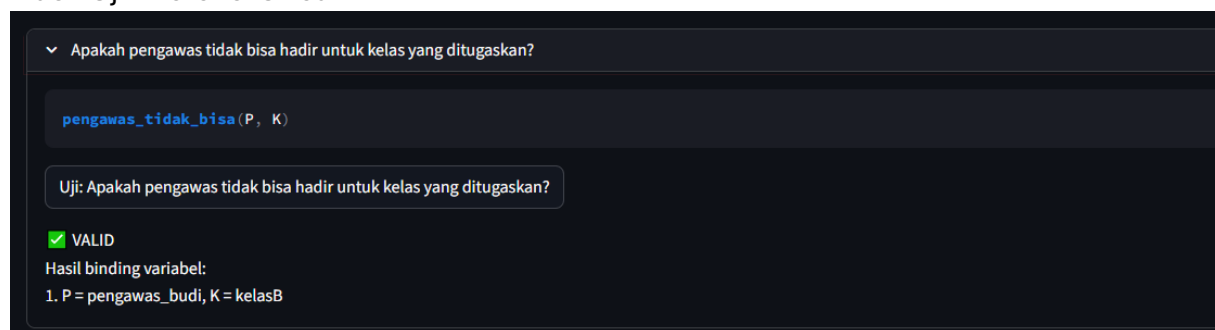 Apakah pengawas tidak bisa hadir untuk kelas yang ditugaskan?
pengawas_tidak_bisa(P, K)
Uji: Apakah pengawas tidak bisa hadir untuk kelas yang ditugaskan?
✅ VALID
Hasil binding variabel:
1. P = pengawas_budi, K = kelasB